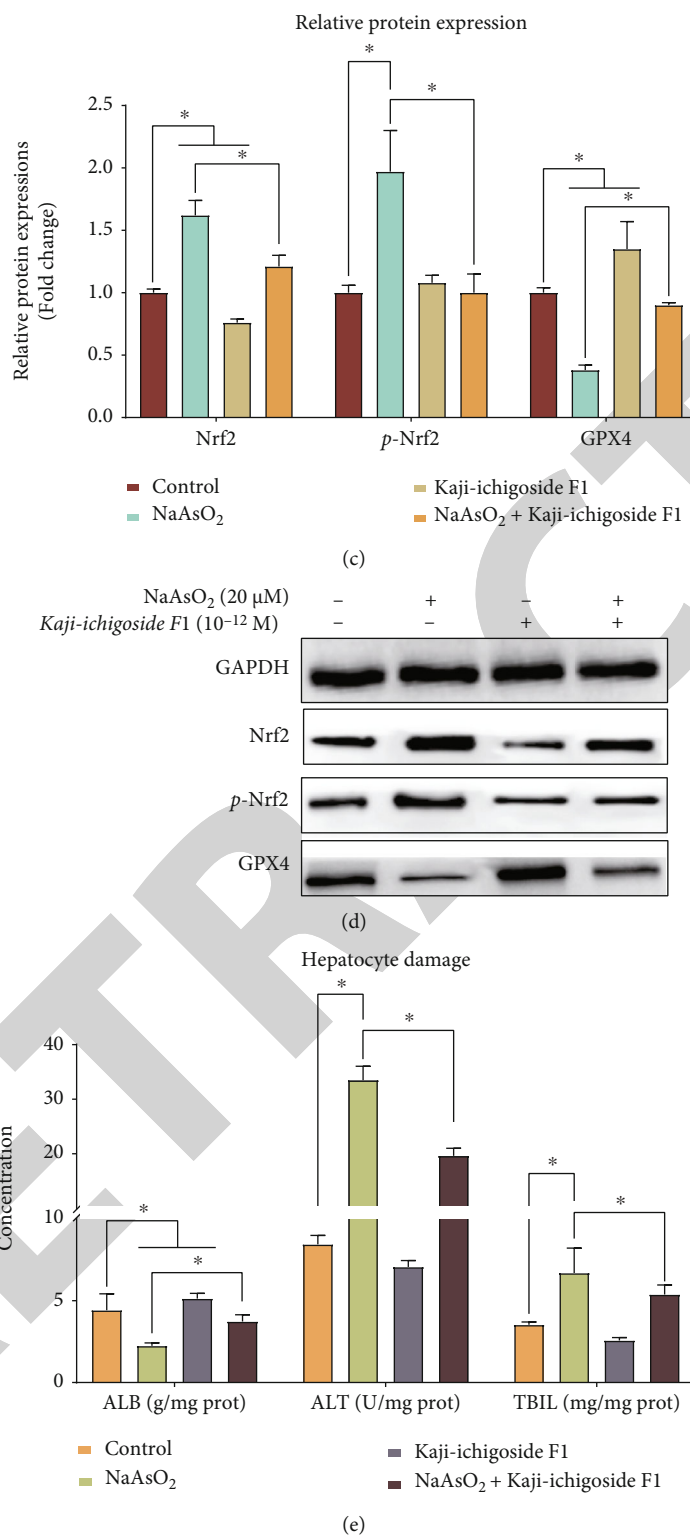 Relative protein expression
Relative protein expressions
(Fold change)
2.5
2.0
1.5
1.0
0.5
0.0
* * * * * *
Nrf2 p-Nrf2 GPX4
Control Kaji-ichigoside F1
NaAsO₂ NaAsO₂ + Kaji-ichigoside F1
(c)
NaAsO₂ (20 μM) – + – +
Kaji-ichigoside F1 (10⁻¹² M) – – + +
GAPDH
Nrf2
p-Nrf2
GPX4
(d)
Hepatocyte damage
Concentration
40
30
20
10
5
0
* * * * * *
ALB (g/mg prot) ALT (U/mg prot) TBIL (mg/mg prot)
Control Kaji-ichigoside F1
NaAsO₂ NaAsO₂ + Kaji-ichigoside F1
(e)